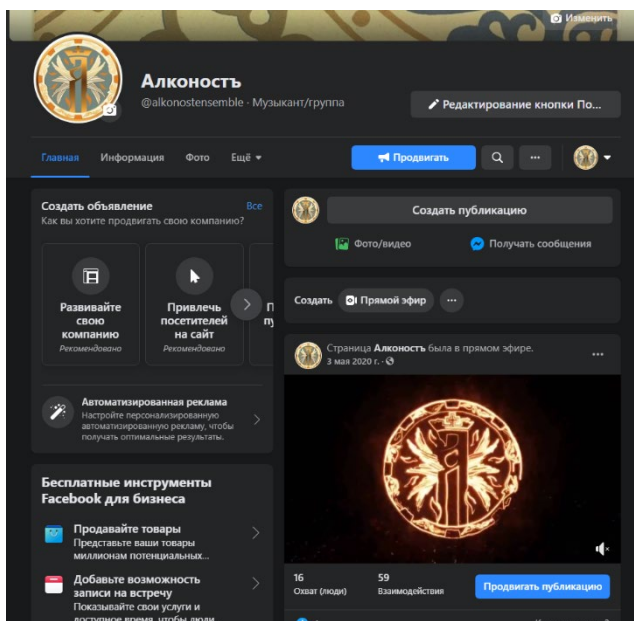 Изменить
Алконостъ
@alkonostensemble · Музыкант/группа
Редактирование кнопки По...
Главная
Информация
Фото
Ещё
Продвигать
Создать объявление
Все
Как вы хотите продвигать свою компанию?
Развивайте
свою
компанию
Рекомендовано
Привлечь
посетителей
на сайт
Рекомендовано
Автоматизированная реклама
Настройте персонализированную
автоматизированную рекламу, чтобы
получать оптимальные результаты.
Бесплатные инструменты
Facebook для бизнеса
Продавайте товары
Представьте ваши товары
миллионам потенциальных...
Добавьте возможность
записи на встречу
Показывайте свои услуги и
доступное время, чтобы люди
Создать публикацию
Фото/видео
Получать сообщения
Создать
Прямой эфир
Страница Алконостъ была в прямом эфире.
3 мая 2020 г. ·
16
Охват (люди)
59
Взаимодействия
Продвигать публикацию